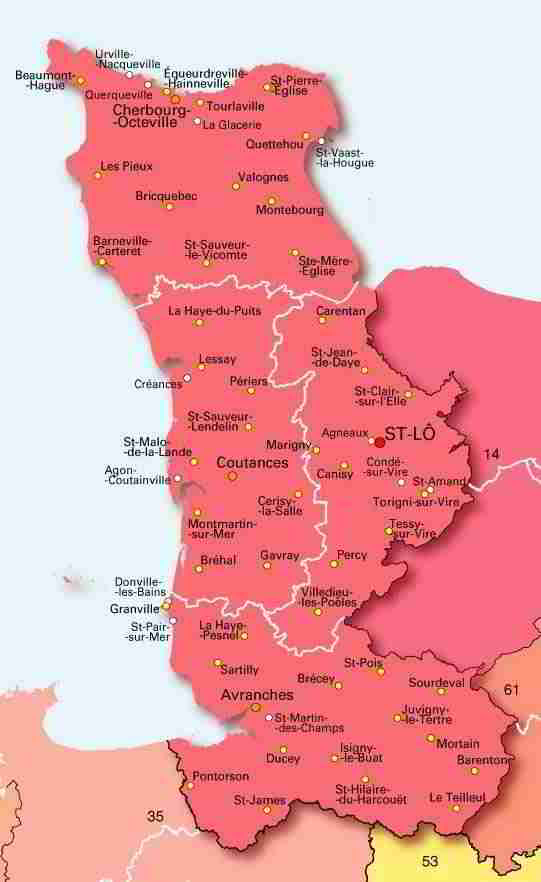 Urville-
-Nacqueville
Équeurdreville-
-Hainneville
Beaumont-
-Hague
St-Pierre-
-Église
Querqueville
Cherbourg-
-Octeville
Tourlaville
La Glacerie
Quettehou
St-Vaast-
-la-Hougue
Les Pieux
Valognes
Bricquebec
Montebourg
Barneville-
-Carteret
St-Sauveur-
-le-Vicomte
Ste-Mère-
-Église
La Haye-du-Puits
Carentan
Lessay
St-Jean-
-de-Daye
Créances
Périers
St-Clair-
-sur-l'Elle
St-Sauveur-
-Lendelin
Agneaux
ST-LÔ
St-Malo-
-de-la-Lande
Marigny
Coutances
Canisy
Condé-
-sur-Vire
14
Agon-
-Coutainville
St-Amand
Cerisy-
-la-Salle
Torigni-sur-Vire
Montmartin-
-sur-Mer
Tessy-
-sur-Vire
Bréhal
Gavray
Percy
Donville-
-les-Bains
Granville
Villedieu-
-les-Poêles
St-Pair-
-sur-Mer
La Haye-
-Pesnel
Sartilly
St-Pois
Brécey
Sourdeval
61
Avranches
St-Martin-
-des-Champs
Juvigny-
-le-Tertre
Mortain
Ducey
Isigny-
-le-Buat
Barenton
Pontorson
St-Hilaire-
-du-Harcouët
St-James
Le Teilleul
35
53